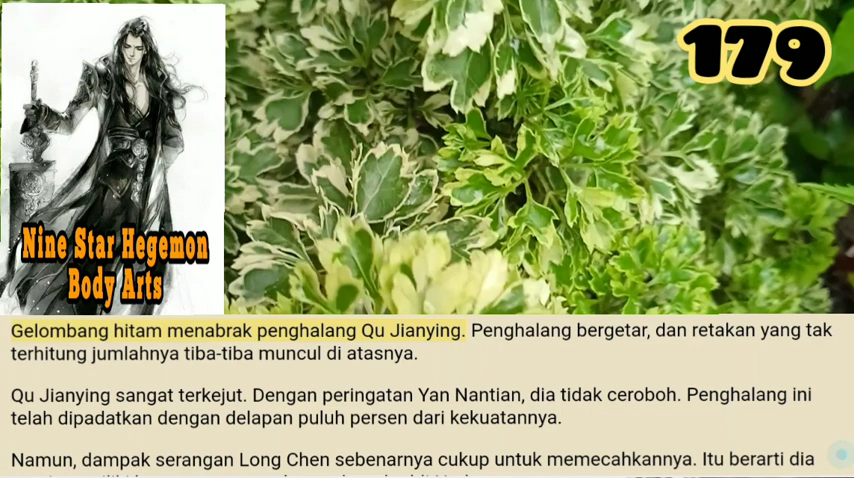 179
Nine Star Hegemon
Body Arts
Gelombang hitam menabrak penghalang Qu Jianying. Penghalang bergetar, dan retakan yang tak
terhitung jumlahnya tiba-tiba muncul di atasnya.
Qu Jianying sangat terkejut. Dengan peringatan Yan Nantian, dia tidak ceroboh. Penghalang ini
telah dipadatkan dengan delapan puluh persen dari kekuatannya.
Namun, dampak serangan Long Chen sebenarnya cukup untuk memecahkannya. Itu berarti dia